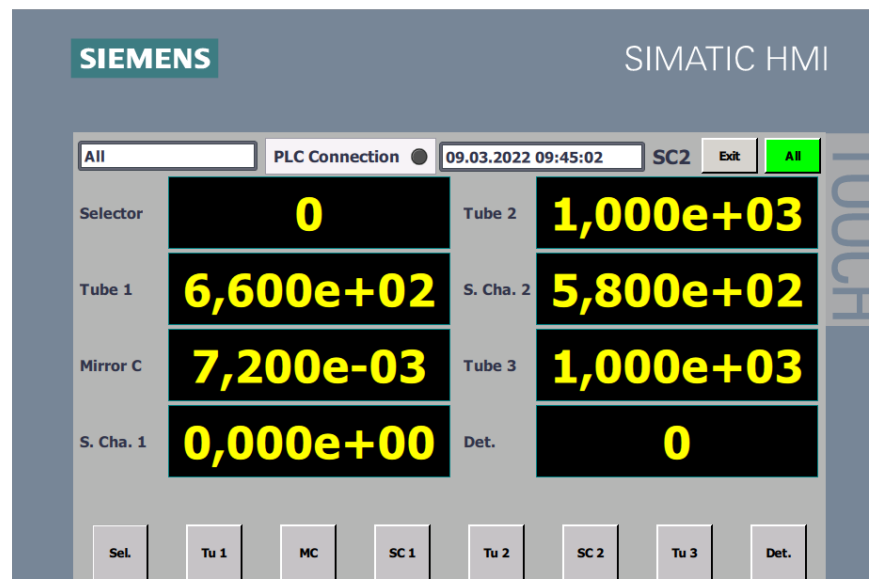 SIEMENS
SIMATIC HMI
TOUCH
All
PLC Connection
09.03.2022 09:45:02
SC2
Exit
All
Selector
0
Tube 2
1,000e+03
Tube 1
6,600e+02
S. Cha. 2
5,800e+02
Mirror C
7,200e-03
Tube 3
1,000e+03
S. Cha. 1
0,000e+00
Det.
0
Sel.
Tu 1
MC
SC 1
Tu 2
SC 2
Tu 3
Det.